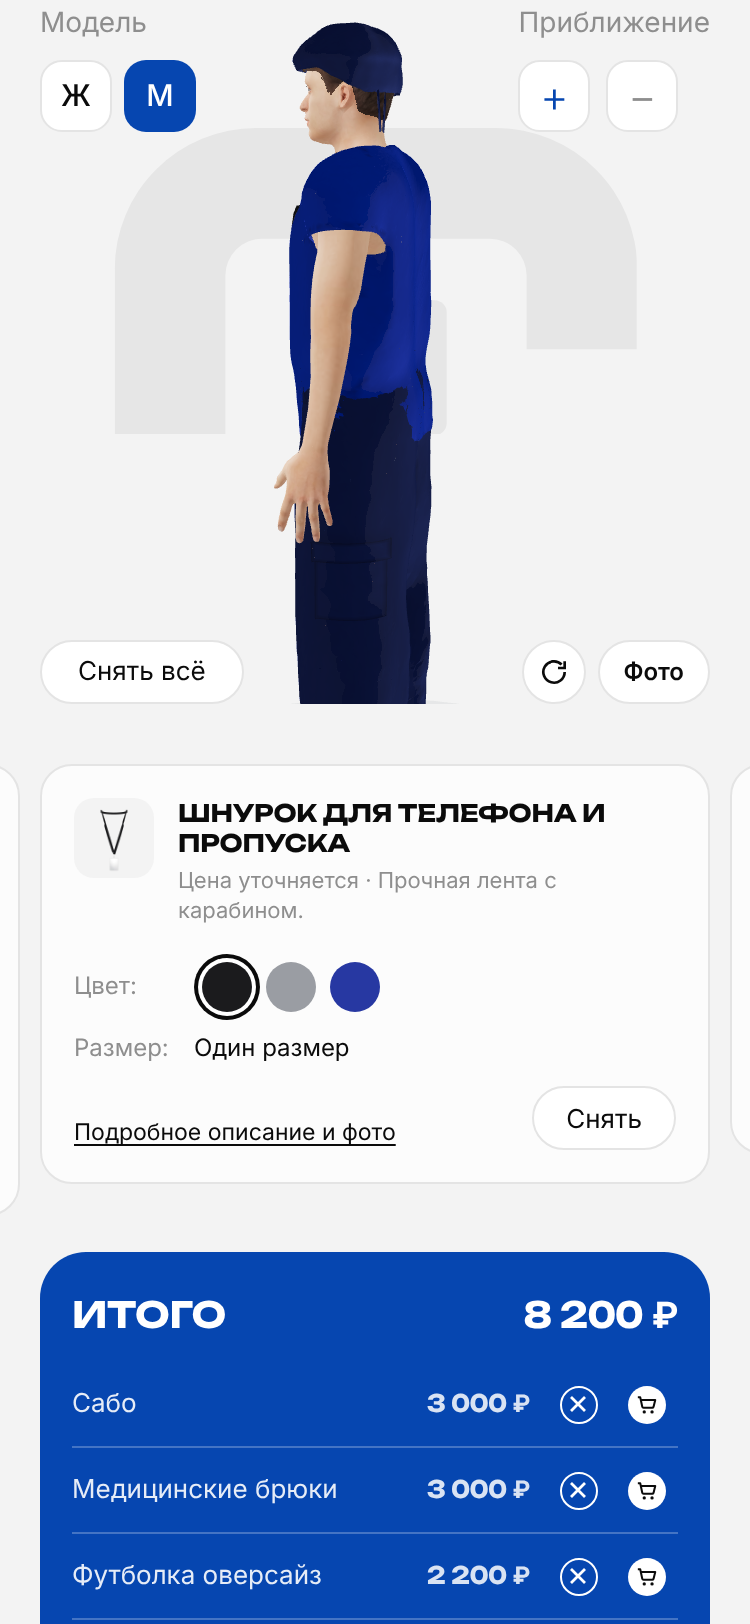 Модель
Приближение
Ж
М
+
−
Снять всё
Фото
ШНУРОК ДЛЯ ТЕЛЕФОНА И
ПРОПУСКА
Цена уточняется · Прочная лента с
карабином.
Цвет:
Размер: Один размер
Подробное описание и фото
Снять
ИТОГО 8 200 ₽
Сабо 3 000 ₽
Медицинские брюки 3 000 ₽
Футболка оверсайз 2 200 ₽